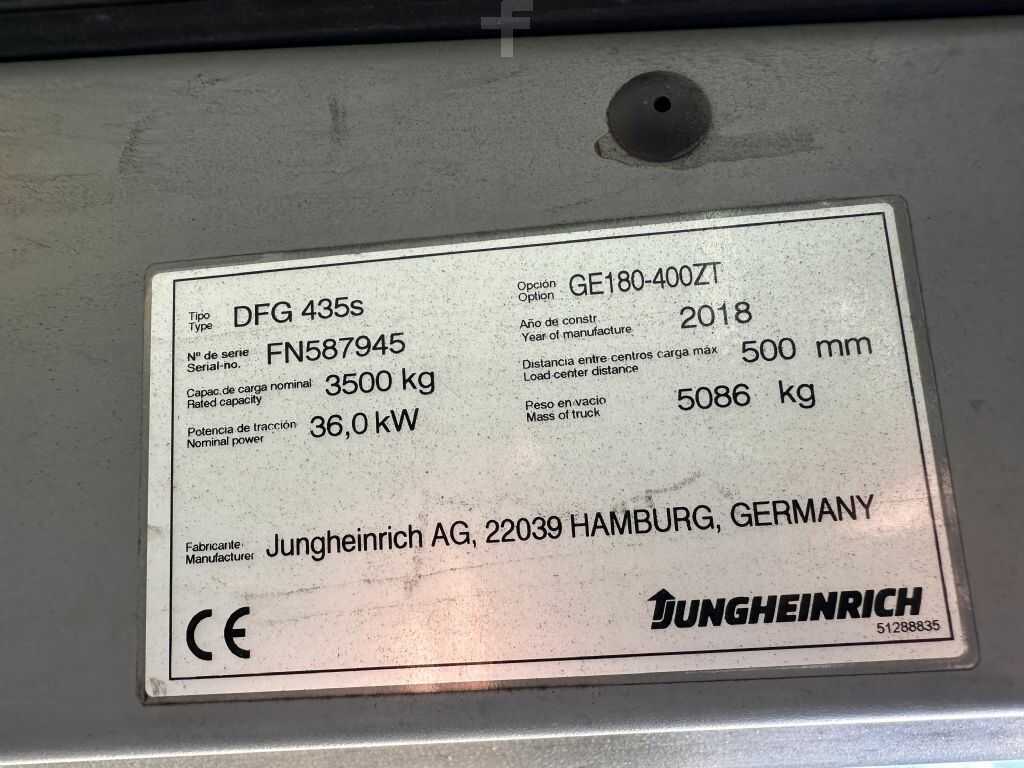 f
Tipo
Type DFG 435s
Nº de serie
Serial-no. FN587945
Capac.de carga nominal
Rated capacity 3500 kg
Potencia de tracción
Nominal power 36,0 kW
Opción
Option GE180-400ZT
Año de constr.
Year of manufacture 2018
Distancia entre centros carga máx
Load center distance 500 mm
Peso en vacio
Mass of truck 5086 kg
Fabricante
Manufacturer Jungheinrich AG, 22039 HAMBURG, GERMANY
CE
JUNGHEINRICH
51288835